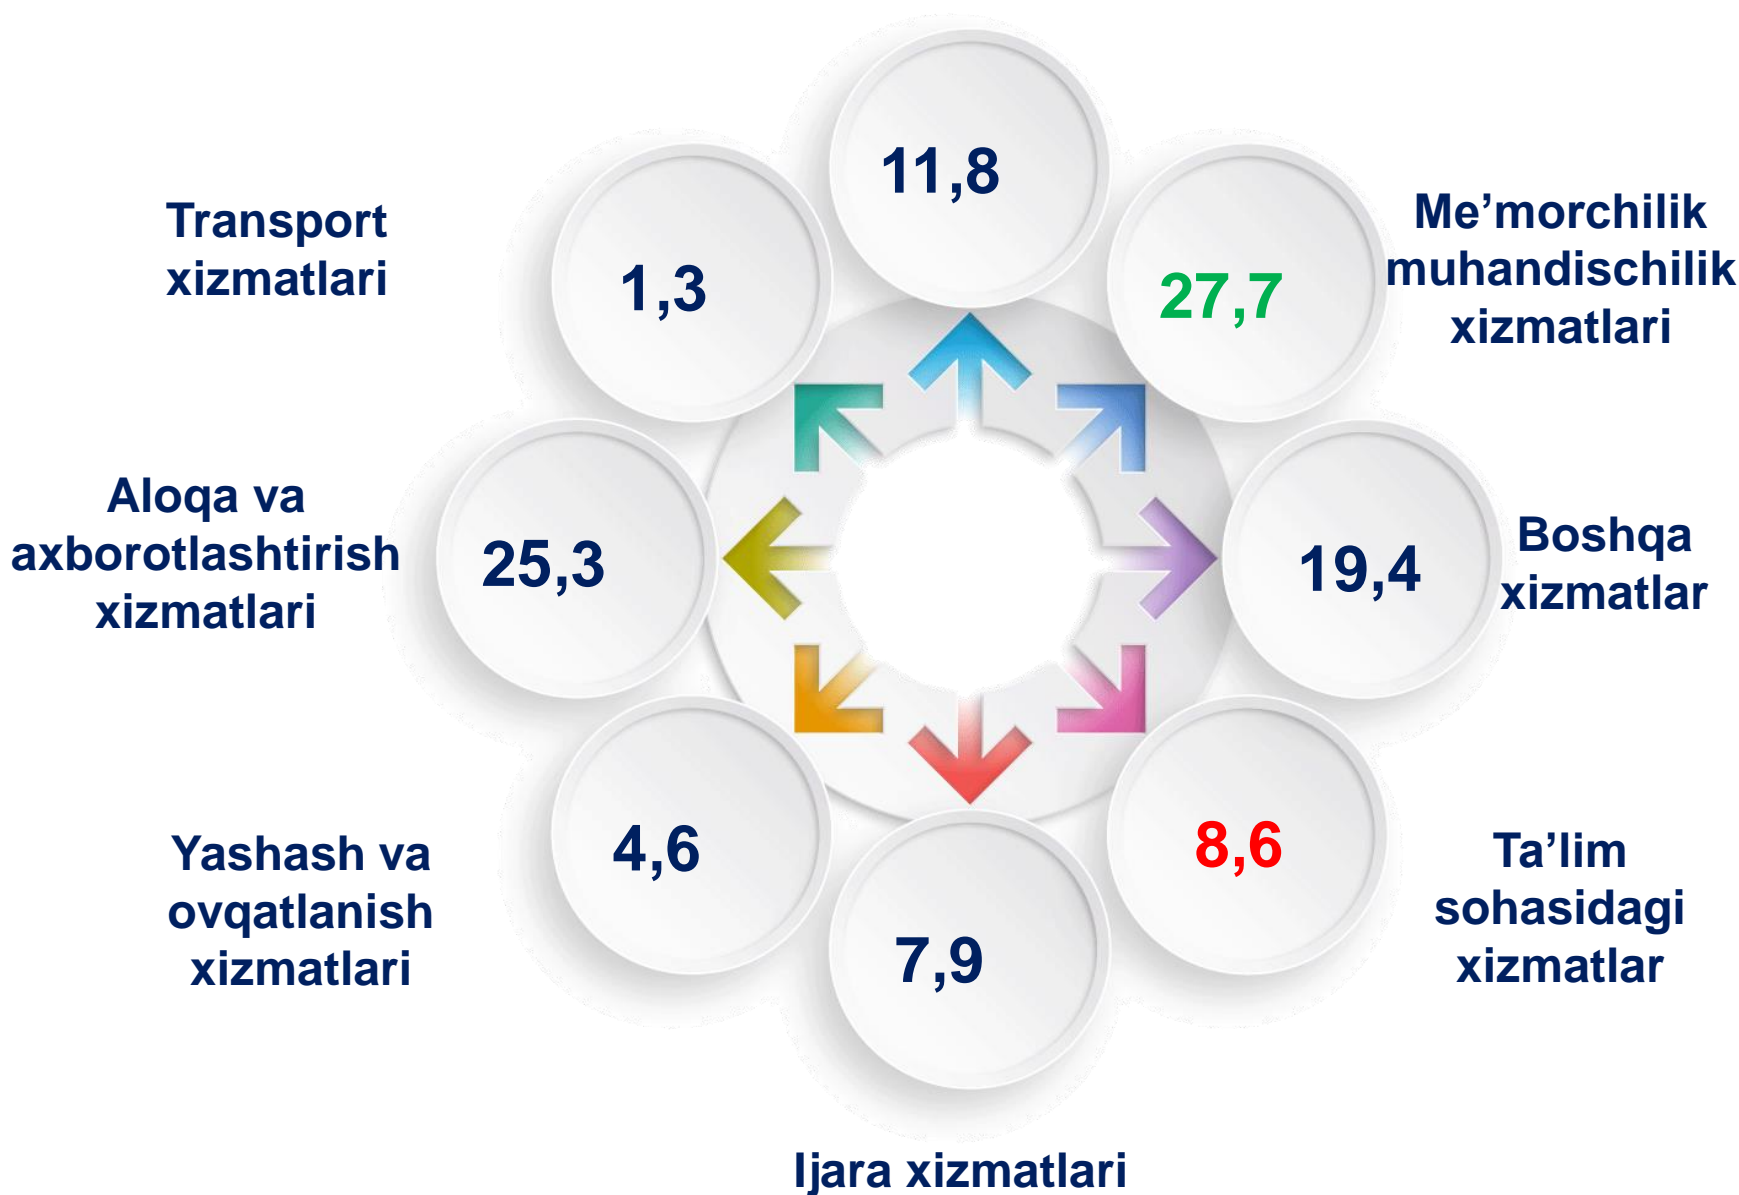 11,8
Transport
xizmatlari
1,3
27,7
Me’morchilik
muhandischilik
xizmatlari
Aloqa va
axborotlashtirish
xizmatlari
25,3
19,4
Boshqa
xizmatlar
Yashash va
ovqatlanish
xizmatlari
4,6
8,6
Ta’lim
sohasidagi
xizmatlar
7,9
Ijara xizmatlari